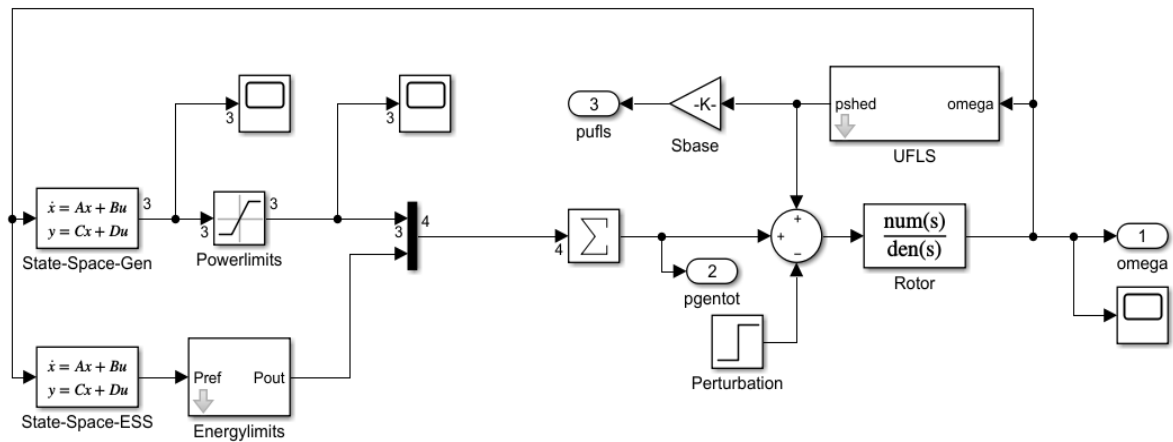 3
3
3
pufls
-K-
Sbase
pshed
omega
UFLS
ẋ = Ax + Bu
y = Cx + Du
3
State-Space-Gen
3
3
Powerlimits
3
4
4
∑
+
+
−
num(s)
den(s)
Rotor
1
omega
2
pgentot
Perturbation
ẋ = Ax + Bu
y = Cx + Du
State-Space-ESS
Pref
Pout
Energylimits